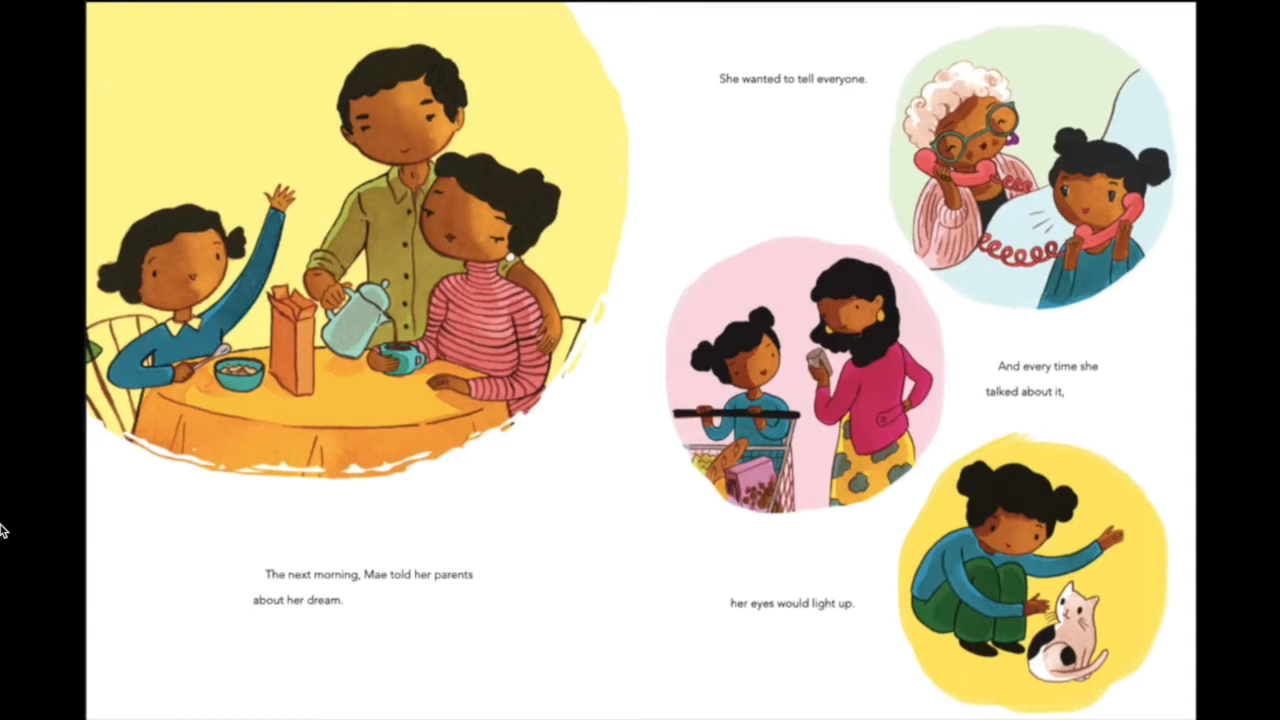 The next morning, Mae told her parents
about her dream.
She wanted to tell everyone.
And every time she
talked about it,
her eyes would light up.